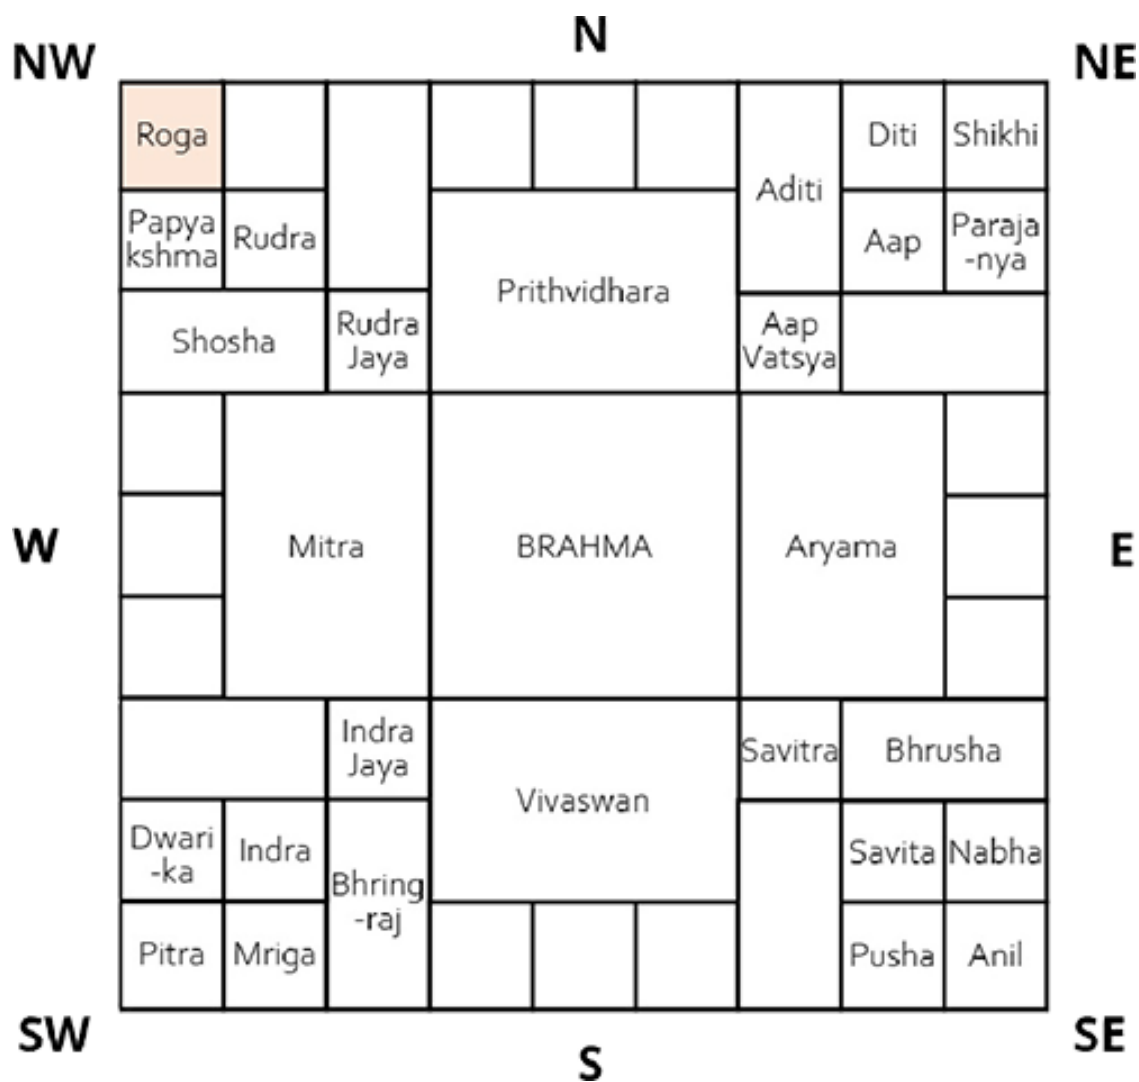 N
NW
NE
Roga
Diti
Shikhi
Aditi
Papya
kshma
Rudra
Aap
Paraja
-nya
Prithvidhara
Shosha
Rudra
Jaya
Aap
Vatsya
W
Mitra
BRAHMA
Aryama
E
Indra
Jaya
Savitra
Bhrusha
Vivaswan
Dwari
-ka
Indra
Bhring
-raj
Savita
Nabha
Pitra
Mriga
Pusha
Anil
SW
S
SE